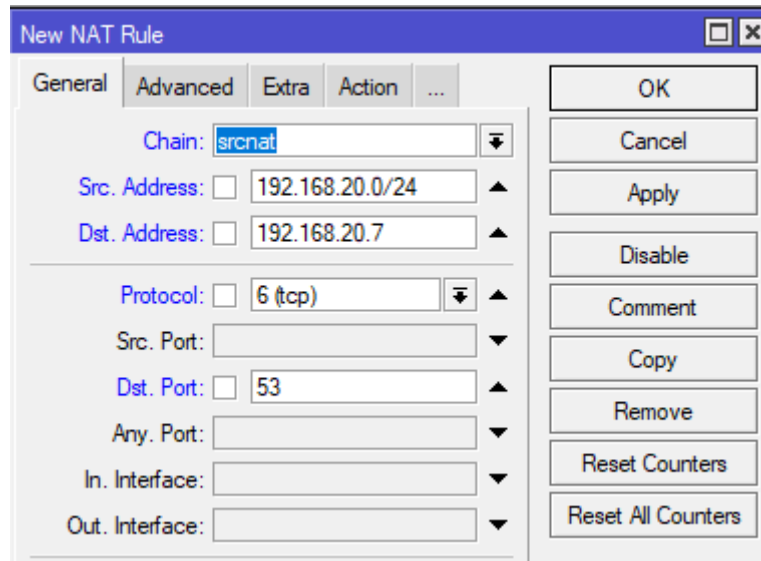 New NAT Rule
General Advanced Extra Action ...
OK
Chain: srcnat
Cancel
Src. Address: 192.168.20.0/24
Apply
Dst. Address: 192.168.20.7
Disable
Protocol: 6 (tcp)
Comment
Src. Port:
Copy
Dst. Port: 53
Remove
Any. Port:
Reset Counters
In. Interface:
Reset All Counters
Out. Interface: